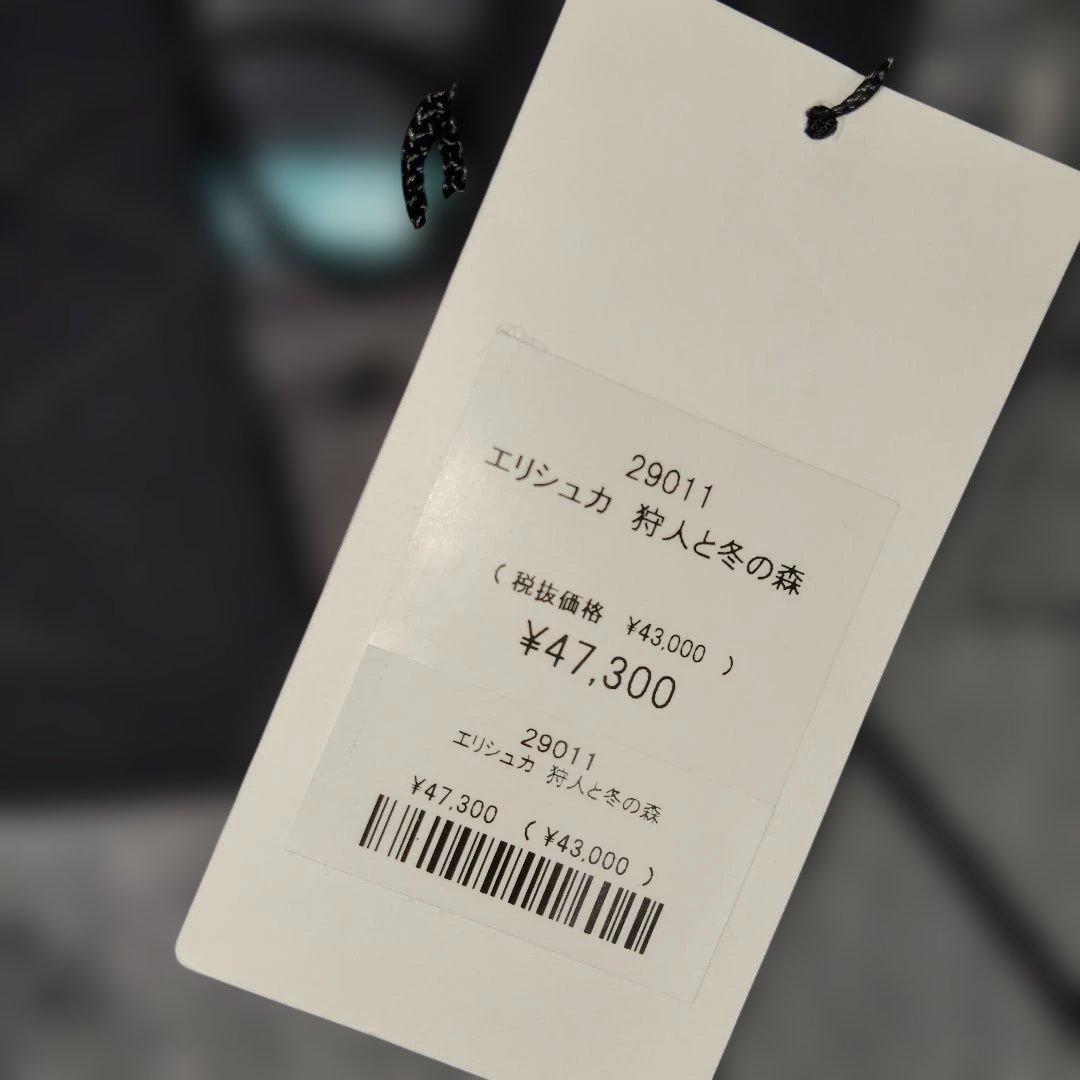 29011
エリシュカ 狩人と冬の森
( 税抜価格 ¥43,000 )
¥47,300
29011
エリシュカ 狩人と冬の森
¥47,300 ( ¥43,000 )